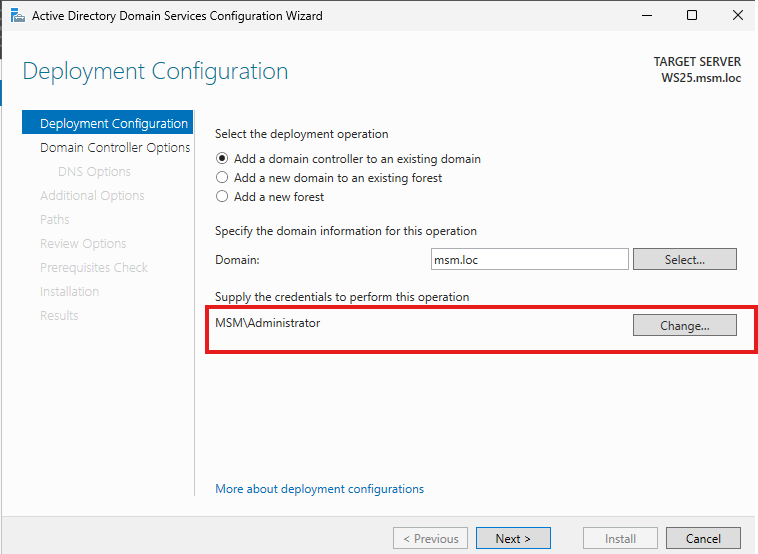 Active Directory Domain Services Configuration Wizard
Deployment Configuration
TARGET SERVER
WS25.msm.loc
Deployment Configuration
Domain Controller Options
DNS Options
Additional Options
Paths
Review Options
Prerequisites Check
Installation
Results
Select the deployment operation
Add a domain controller to an existing domain
Add a new domain to an existing forest
Add a new forest
Specify the domain information for this operation
Domain: msm.loc Select...
Supply the credentials to perform this operation
MSM\Administrator Change...
More about deployment configurations
< Previous Next > Install Cancel